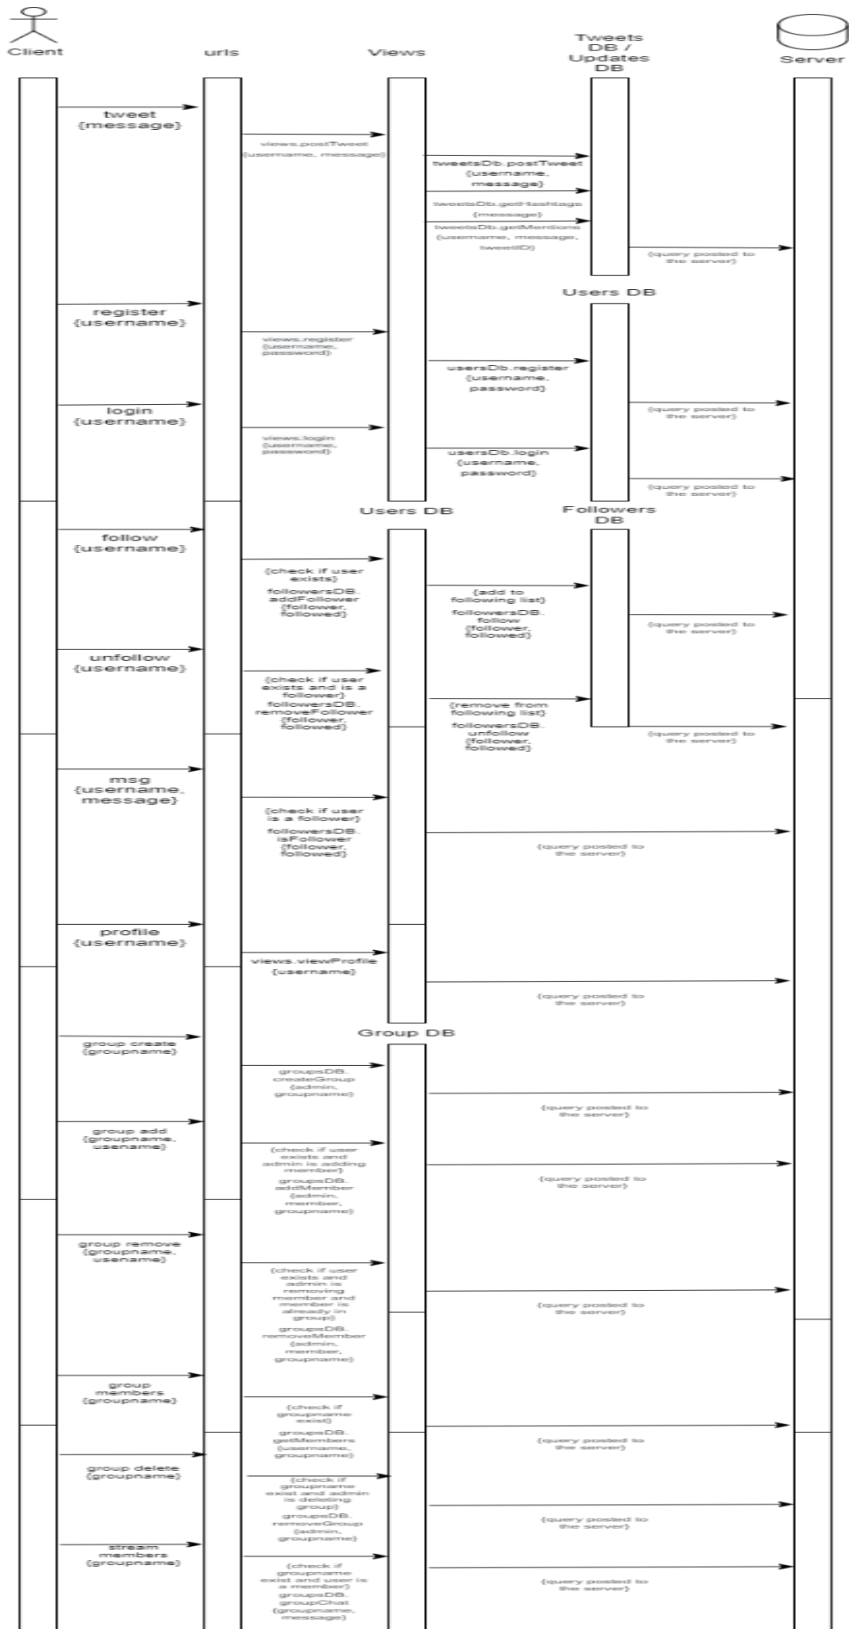 Client
urls
Views
Tweets
DB /
Updates
DB
Server
tweet
{message}
views.postTweet
{username, message}
tweetsDb.postTweet
{username,
message}
tweetsDb.getHashtags
{message}
tweetsDb.getMentions
{username, message,
tweetID}
{query posted to
the server}
Users DB
register
{username}
views.register
{username,
password}
usersDb.register
{username,
password}
{query posted to
the server}
login
{username}
views.login
{username,
password}
usersDb.login
{username,
password}
{query posted to
the server}
Users DB
Followers
DB
follow
{username}
{check if user
exists}
followersDB.
addFollower
{follower,
followed}
{add to
following list}
followersDB.
follow
{follower,
followed}
{query posted to
the server}
unfollow
{username}
{check if user
exists and is a
follower}
followersDB.
removeFollower
{follower,
followed}
{remove from
following list}
followersDB.
unfollow
{follower,
followed}
{query posted to
the server}
msg
{username,
message}
{check if user
is a follower}
followersDB.
isFollower
{follower,
followed}
{query posted to
the server}
profile
{username}
views.viewProfile
{username}
{query posted to
the server}
Group DB
group create
{groupname}
groupsDB.
createGroup
{admin,
groupname}
{query posted to
the server}
group add
{groupname,
usename}
{check if user
exists and
admin is adding
member}
groupsDB.
addMember
{admin,
member,
groupname}
{query posted to
the server}
group remove
{groupname,
usename}
{check if user
exists and
admin is
removing
member and
member is
already in
group}
groupsDB.
removeMember
{admin,
member,
groupname}
{query posted to
the server}
group
members
{groupname}
{check if
groupname
exist}
groupsDB.
getMembers
{username,
groupname}
{query posted to
the server}
group delete
{groupname}
{check if
groupname
exist and admin
is deleting
group}
groupsDB.
removeGroup
{admin,
groupname}
{query posted to
the server}
stream
members
{groupname}
{check if
groupname
exist and user is
a member}
groupsDB.
groupChat
{groupname,
message}
{query posted to
the server}